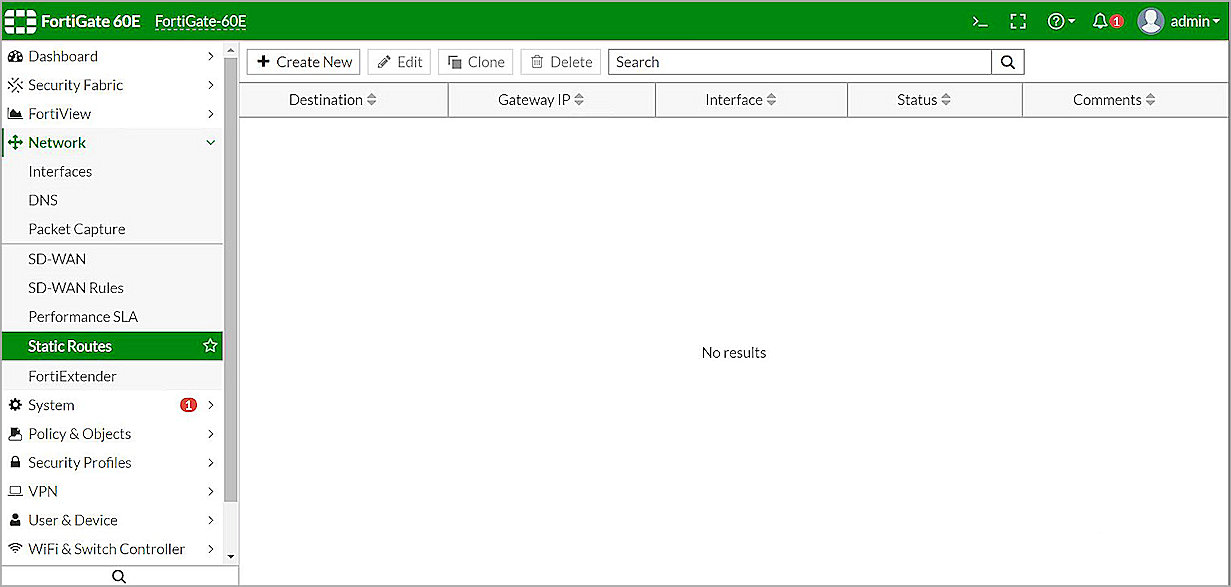 FortiGate 60E FortiGate-60E >_ 1 admin
Dashboard
Security Fabric
FortiView
Network
Interfaces
DNS
Packet Capture
SD-WAN
SD-WAN Rules
Performance SLA
Static Routes
FortiExtender
System 1
Policy & Objects
Security Profiles
VPN
User & Device
WiFi & Switch Controller
+ Create New Edit Clone Delete Search
Destination Gateway IP Interface Status Comments
No results